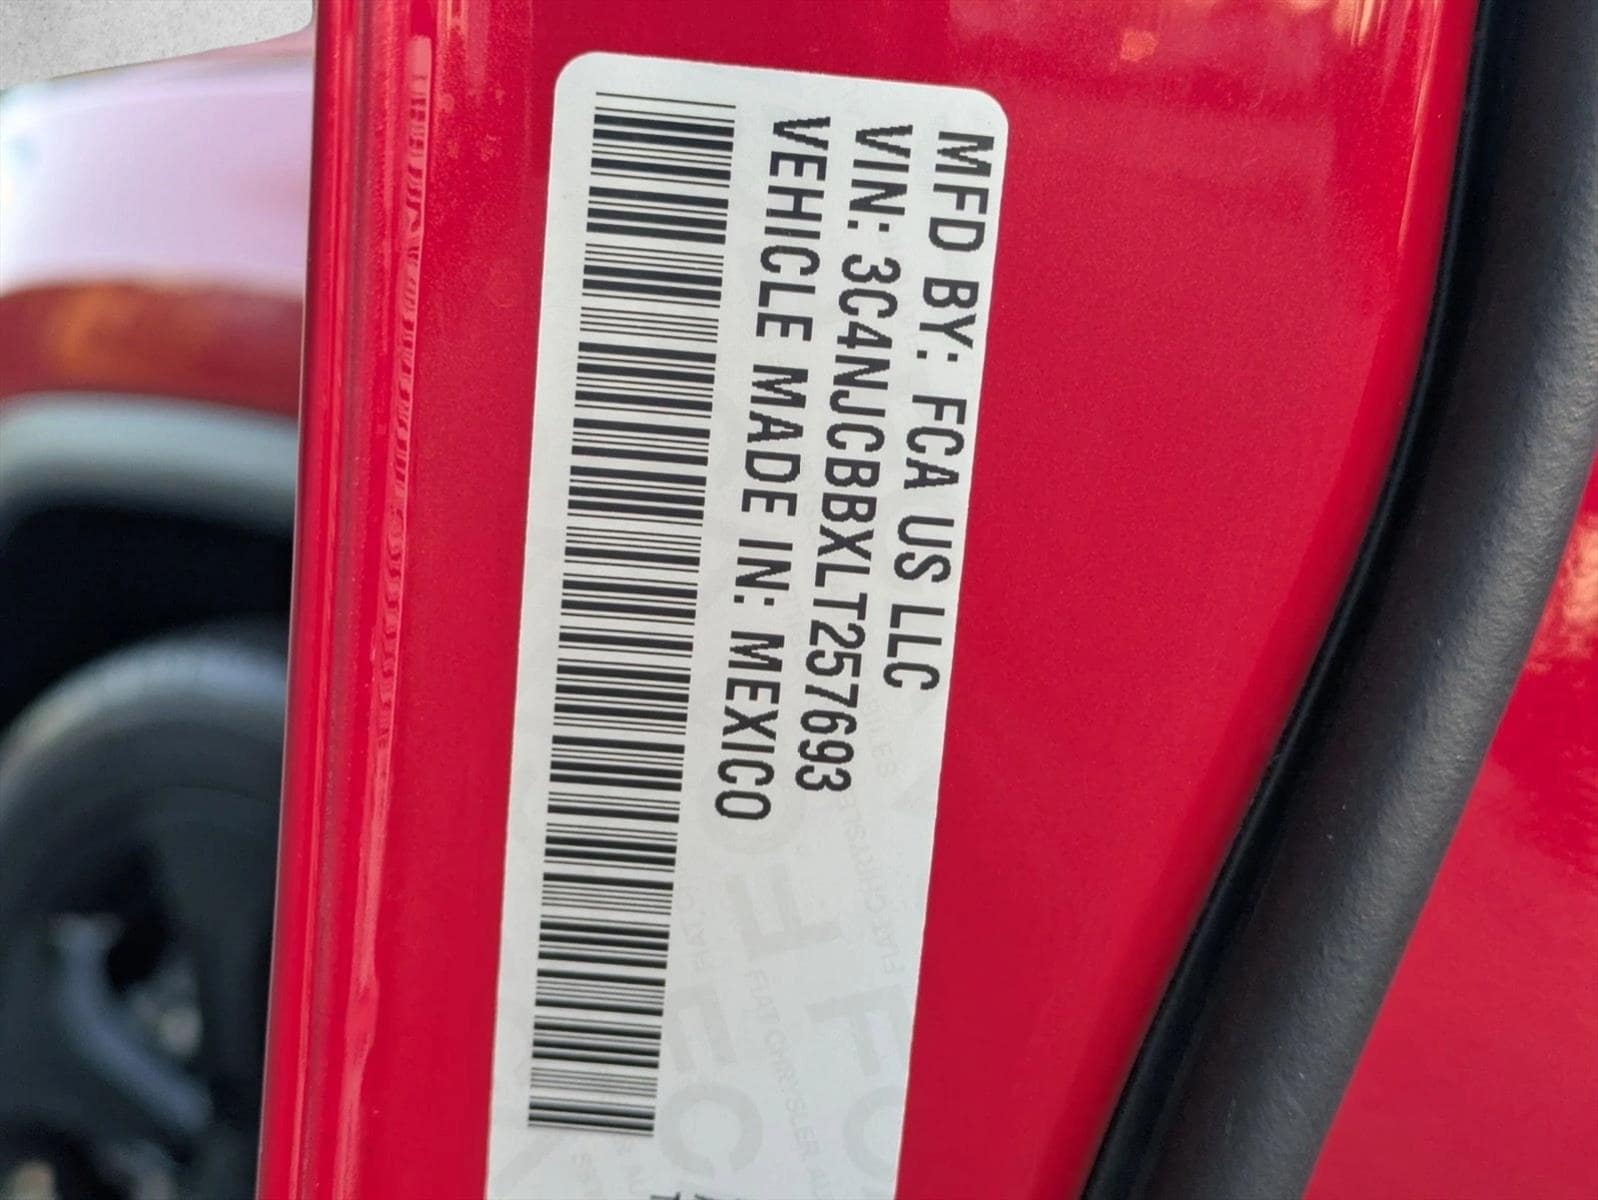 MFD BY: FCA US LLC
VIN: 3C4NJCBBXLT257693
VEHICLE MADE IN: MEXICO